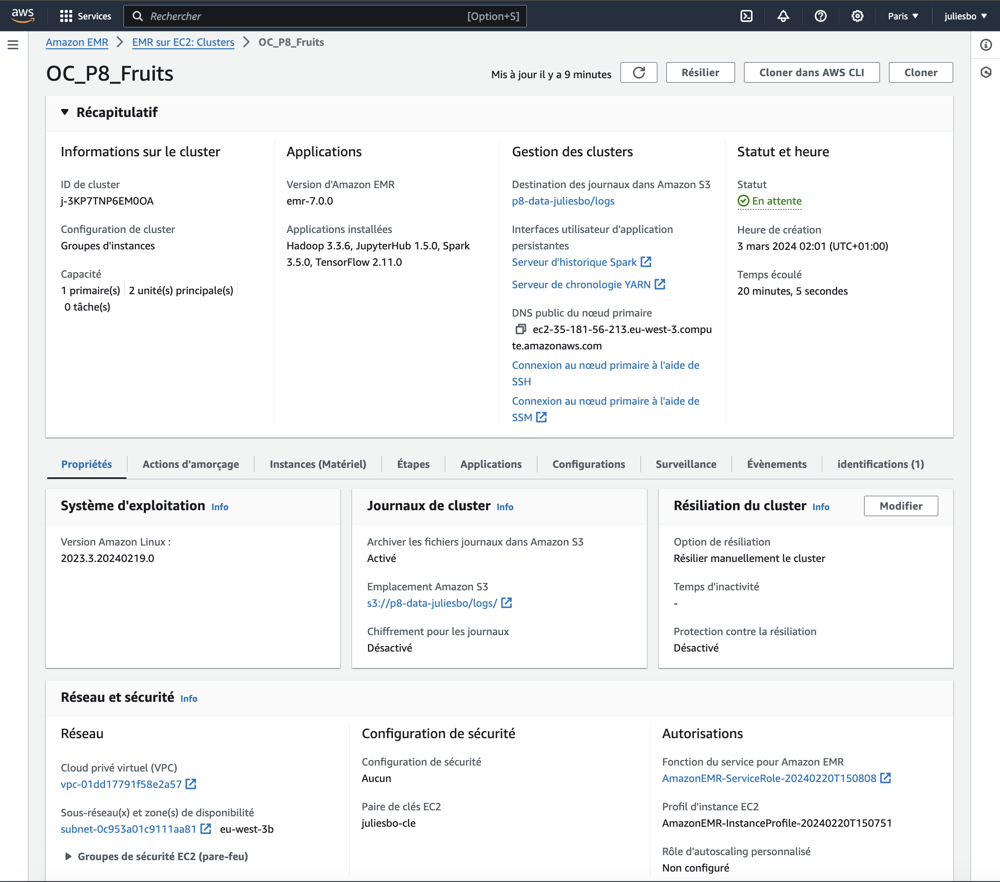 aws
Services
Rechercher
[Option+S]
Paris ▼
juliesbo ▼
Amazon EMR
EMR sur EC2: Clusters
OC_P8_Fruits
OC_P8_Fruits
Mis à jour il y a 9 minutes
Résilier
Cloner dans AWS CLI
Cloner
Récapitulatif
Informations sur le cluster
ID de cluster
j-3KP7TNP6EM0OA
Configuration de cluster
Groupes d'instances
Capacité
1 primaire(s) 2 unité(s) principale(s)
0 tâche(s)
Applications
Version d'Amazon EMR
emr-7.0.0
Applications installées
Hadoop 3.3.6, JupyterHub 1.5.0, Spark
3.5.0, TensorFlow 2.11.0
Gestion des clusters
Destination des journaux dans Amazon S3
p8-data-juliesbo/logs
Interfaces utilisateur d'application
persistantes
Serveur d'historique Spark
Serveur de chronologie YARN
DNS public du nœud primaire
ec2-35-181-56-213.eu-west-3.compu
te.amazonaws.com
Connexion au nœud primaire à l'aide de
SSH
Connexion au nœud primaire à l'aide de
SSM
Statut et heure
Statut
En attente
Heure de création
3 mars 2024 02:01 (UTC+01:00)
Temps écoulé
20 minutes, 5 secondes
Propriétés
Actions d'amorçage
Instances (Matériel)
Étapes
Applications
Configurations
Surveillance
Évènements
identifications (1)
Système d'exploitation Info
Version Amazon Linux :
2023.3.20240219.0
Journaux de cluster Info
Archiver les fichiers journaux dans Amazon S3
Activé
Emplacement Amazon S3
s3://p8-data-juliesbo/logs/
Chiffrement pour les journaux
Désactivé
Résiliation du cluster Info
Modifier
Option de résiliation
Résilier manuellement le cluster
Temps d'inactivité
-
Protection contre la résiliation
Désactivé
Réseau et sécurité Info
Réseau
Cloud privé virtuel (VPC)
vpc-01dd17791f58e2a57
Sous-réseau(x) et zone(s) de disponibilité
subnet-0c953a01c9111aa81 eu-west-3b
Groupes de sécurité EC2 (pare-feu)
Configuration de sécurité
Configuration de sécurité
Aucun
Paire de clés EC2
juliesbo-cle
Autorisations
Fonction du service pour Amazon EMR
AmazonEMR-ServiceRole-20240220T150808
Profil d'instance EC2
AmazonEMR-InstanceProfile-20240220T150751
Rôle d'autoscaling personnalisé
Non configuré